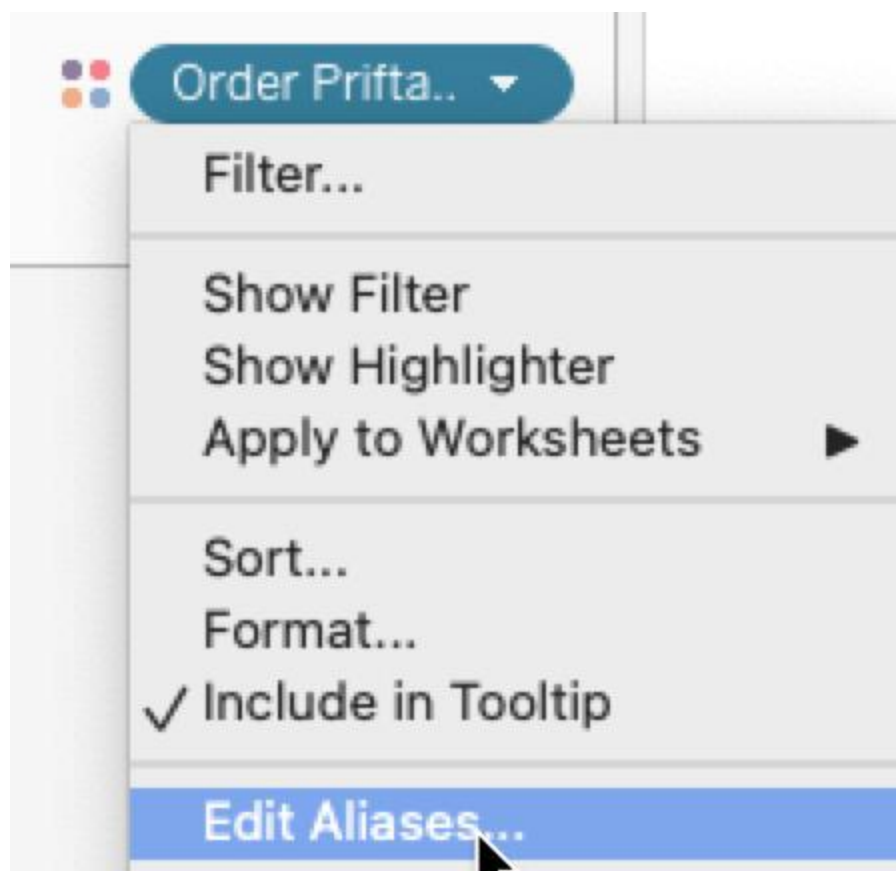 Order Prifta..
Filter...
Show Filter
Show Highlighter
Apply to Worksheets
Sort...
Format...
Include in Tooltip
Edit Aliases...